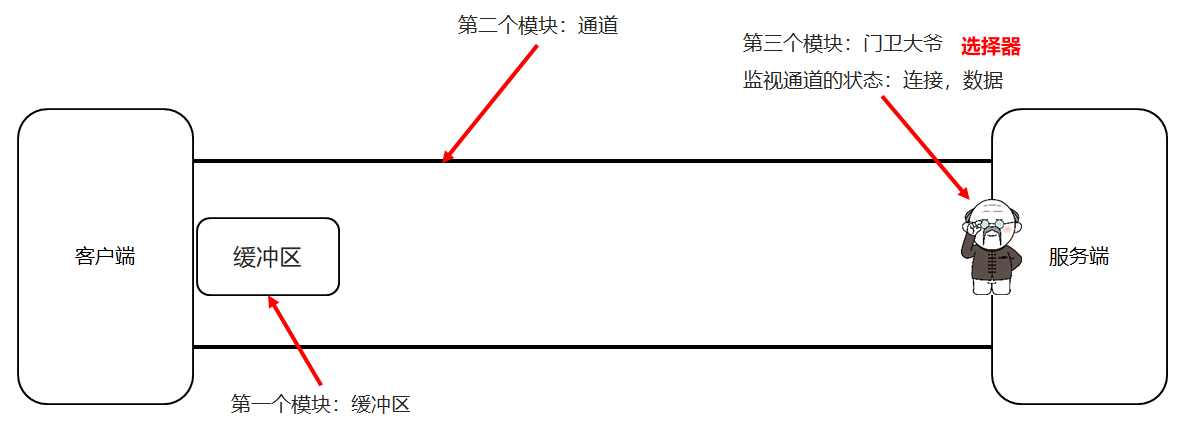 第二个模块：通道
第三个模块：门卫大爷 选择器
监视通道的状态：连接，数据
客户端
缓冲区
服务端
第一个模块：缓冲区